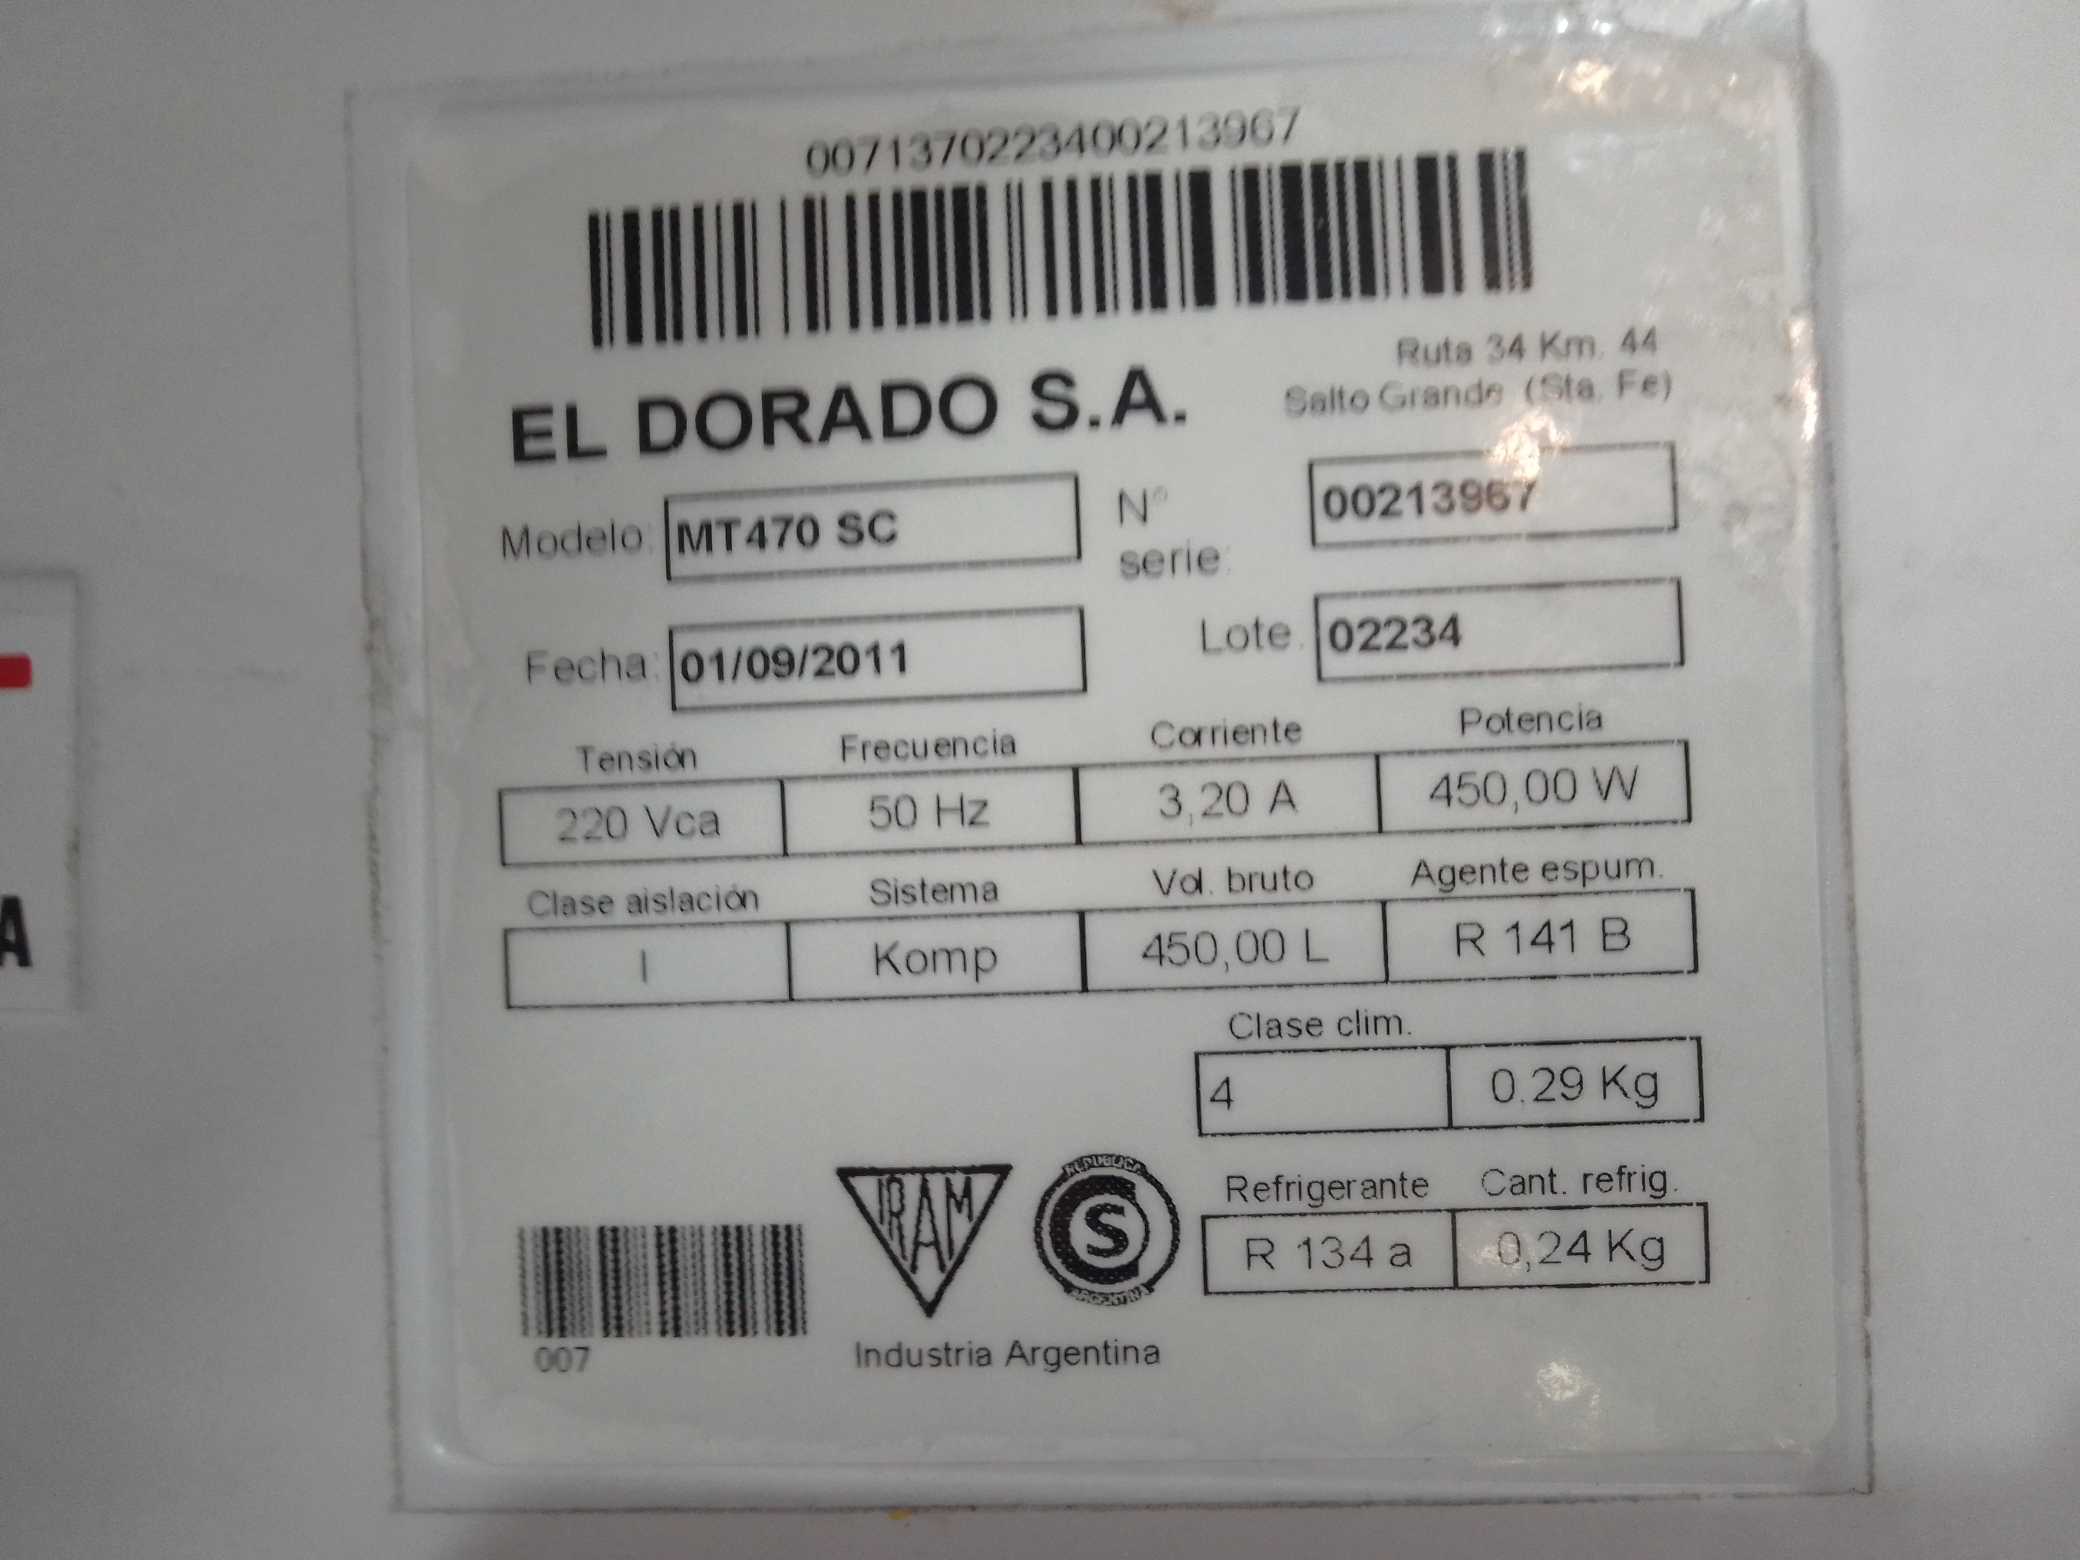 0071370223400213967
EL DORADO S.A.
Ruta 34 Km. 44
Salto Grande (Sta. Fe)
Modelo: MT470 SC
N° serie: 00213967
Fecha: 01/09/2011
Lote: 02234
Tensión Frecuencia Corriente Potencia
220 Vca 50 Hz 3,20 A 450,00 W
Clase aislación Sistema Vol. bruto Agente espum.
I Komp 450,00 L R 141 B
Clase clim.
4 0.29 Kg
Refrigerante Cant. refrig.
R 134 a 0,24 Kg
IRAM
REPUBLICA
S
ARGENTINA
007
Industria Argentina
A